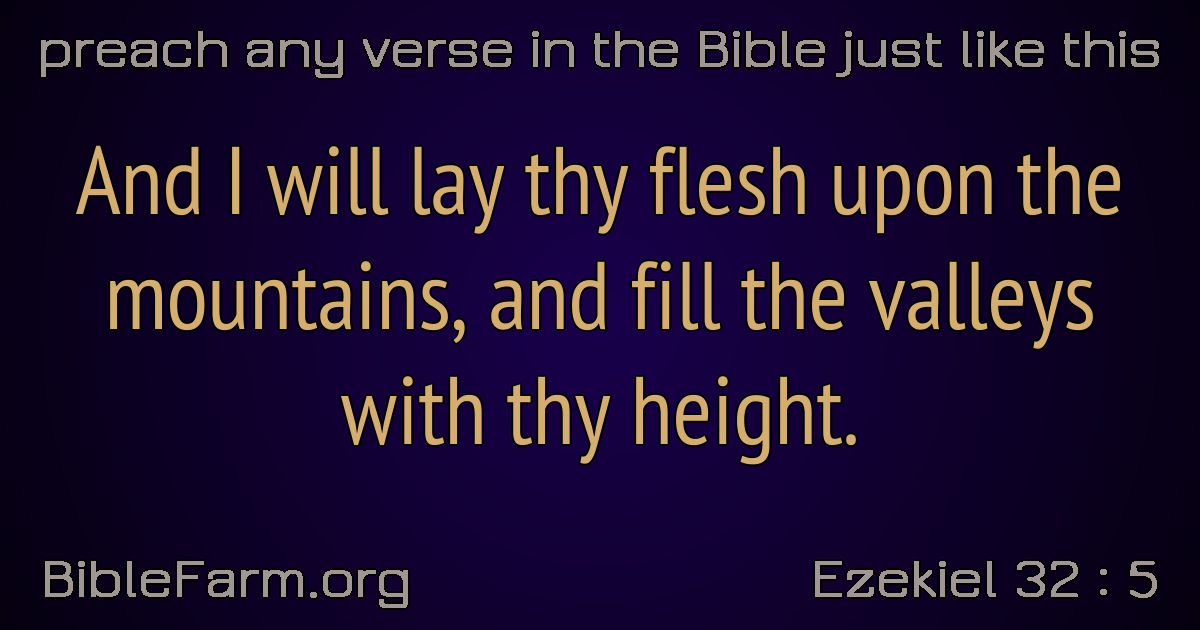 preach any verse in the Bible just like this
And I will lay thy flesh upon the
mountains, and fill the valleys
with thy height.
BibleFarm.org
Ezekiel 32 : 5